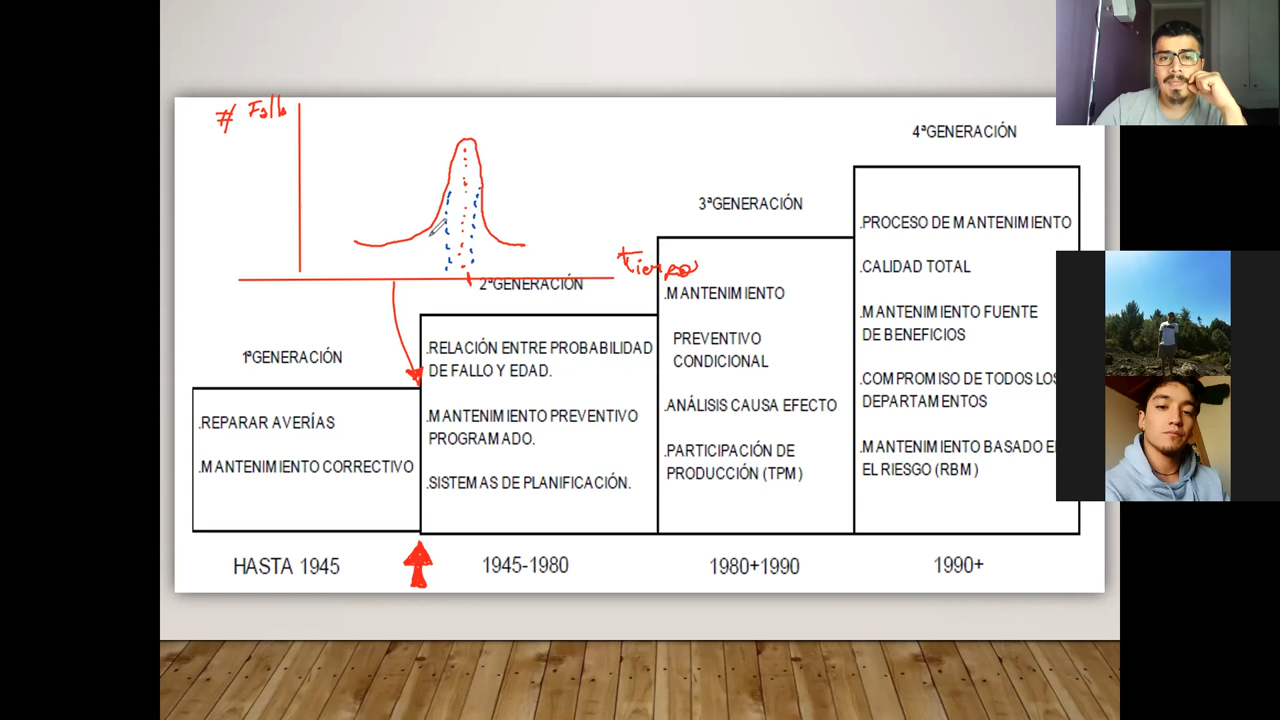 # Falla
tiempo
1ªGENERACIÓN
.REPARAR AVERÍAS
.MANTENIMIENTO CORRECTIVO
HASTA 1945
2ªGENERACIÓN
.RELACIÓN ENTRE PROBABILIDAD
DE FALLO Y EDAD.
.MANTENIMIENTO PREVENTIVO
PROGRAMADO.
.SISTEMAS DE PLANIFICACIÓN.
1945-1980
3ªGENERACIÓN
.MANTENIMIENTO
PREVENTIVO
CONDICIONAL
.ANÁLISIS CAUSA EFECTO
.PARTICIPACIÓN DE
PRODUCCIÓN (TPM)
1980+1990
4ªGENERACIÓN
.PROCESO DE MANTENIMIENTO
.CALIDAD TOTAL
.MANTENIMIENTO FUENTE
DE BENEFICIOS
.COMPROMISO DE TODOS LOS
DEPARTAMENTOS
.MANTENIMIENTO BASADO E
EL RIESGO (RBM)
1990+